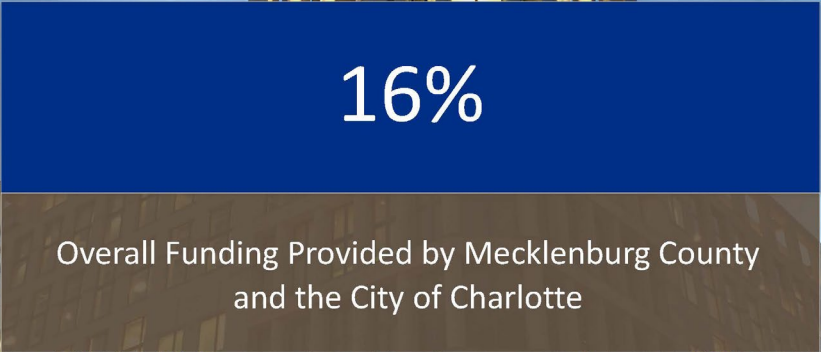 16%
Overall Funding Provided by Mecklenburg County
and the City of Charlotte